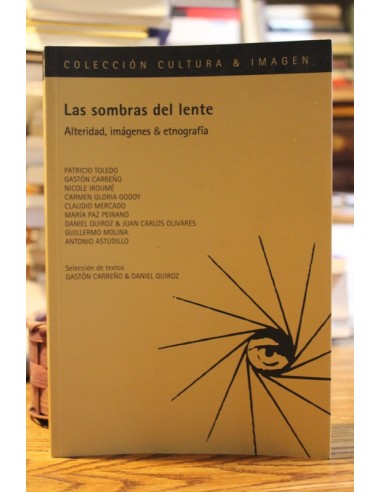 COLECCIÓN CULTURA & IMAGEN
Las sombras del lente
Alteridad, imágenes & etnografía
PATRICIO TOLEDO
GASTÓN CARREÑO
NICOLE IROUMÉ
CARMEN GLORIA GODOY
CLAUDIO MERCADO
MARÍA PAZ PEIRANO
DANIEL QUIROZ & JUAN CARLOS OLIVARES
GUILLERMO MOLINA
ANTONIO ASTUDILLO
Selección de textos
GASTÓN CARREÑO & DANIEL QUIROZ